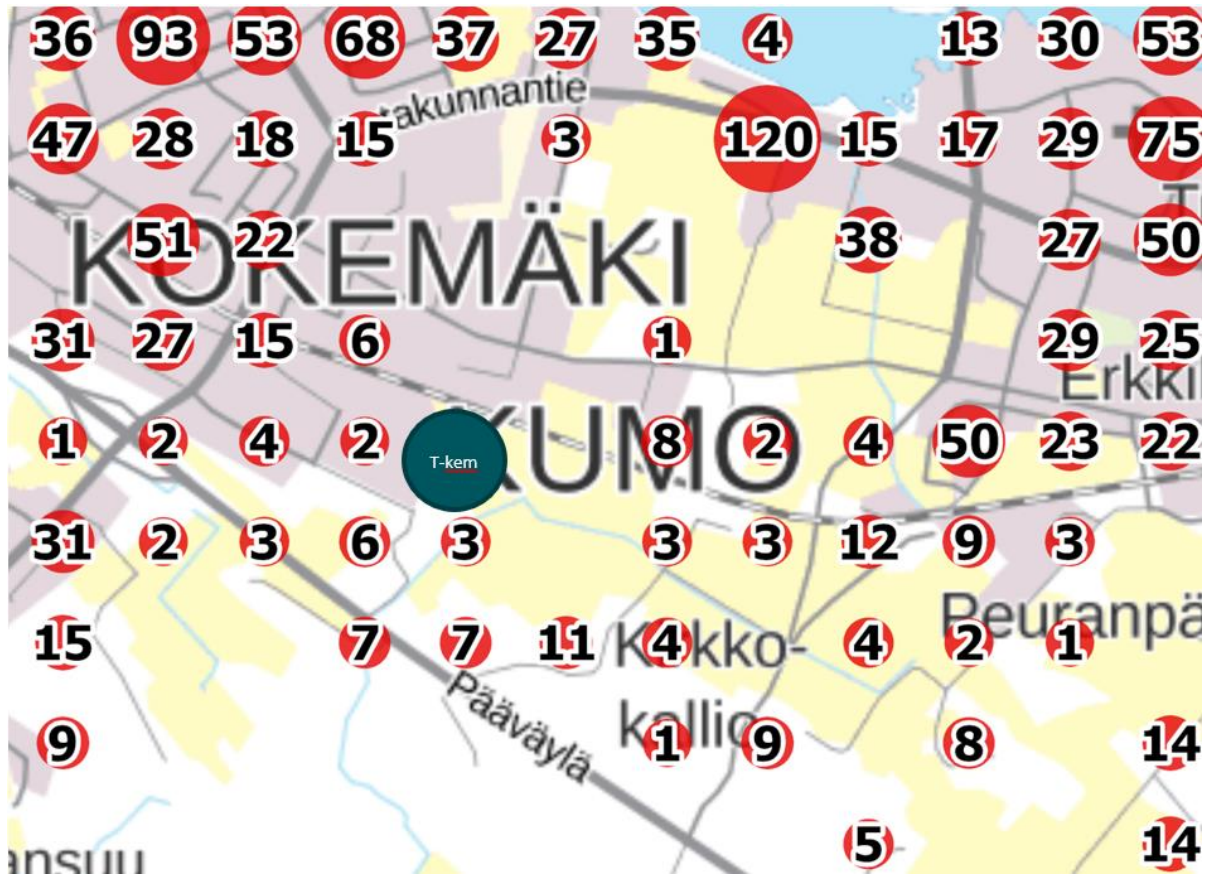 36 93 53 68 37 27 35 4 13 30 53
takunnantie
47 28 18 15 3 120 15 17 29 75
51 22 38 27 50
KOKEMÄKI
31 27 15 6 1 29 25
Erkki
1 2 4 2 8 2 4 50 23 22
T-kem
KUMO
31 2 3 6 3 3 3 12 9 3
Peuranpä
15 7 7 11 4 4 2 1
Kokko-
kallio
Pääväylä
9 1 9 8 14
5 14
ansuu